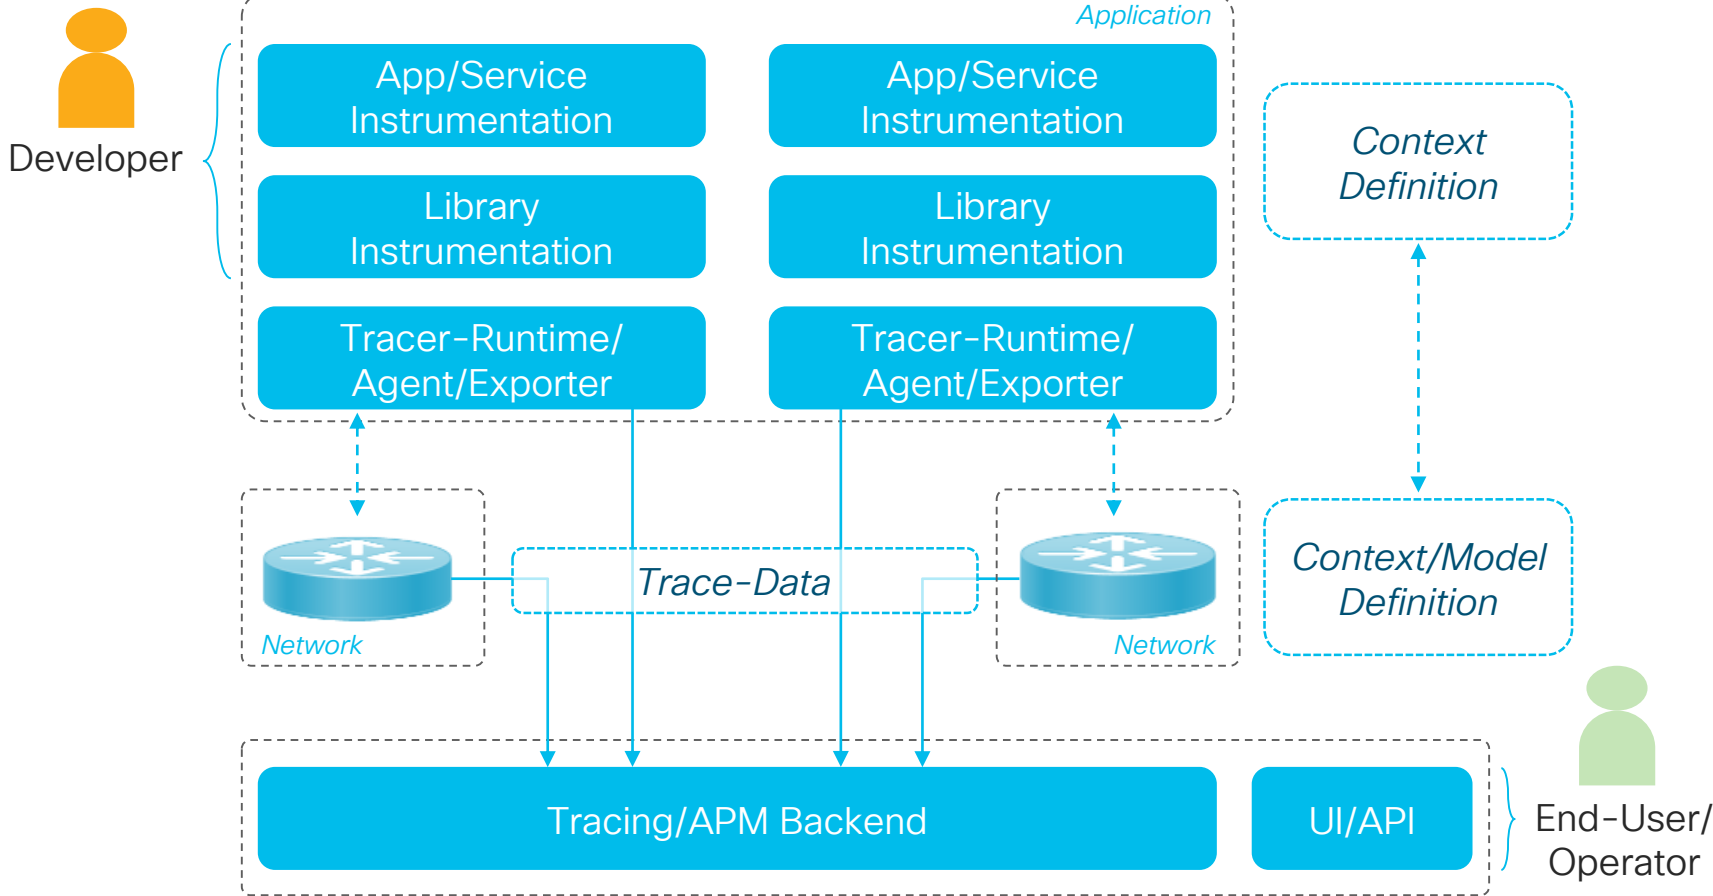 Application
App/Service
Instrumentation
App/Service
Instrumentation
Developer
Context
Definition
Library
Instrumentation
Library
Instrumentation
Tracer-Runtime/
Agent/Exporter
Tracer-Runtime/
Agent/Exporter
Trace-Data
Context/Model
Definition
Network
Network
Tracing/APM Backend
UI/API
End-User/
Operator